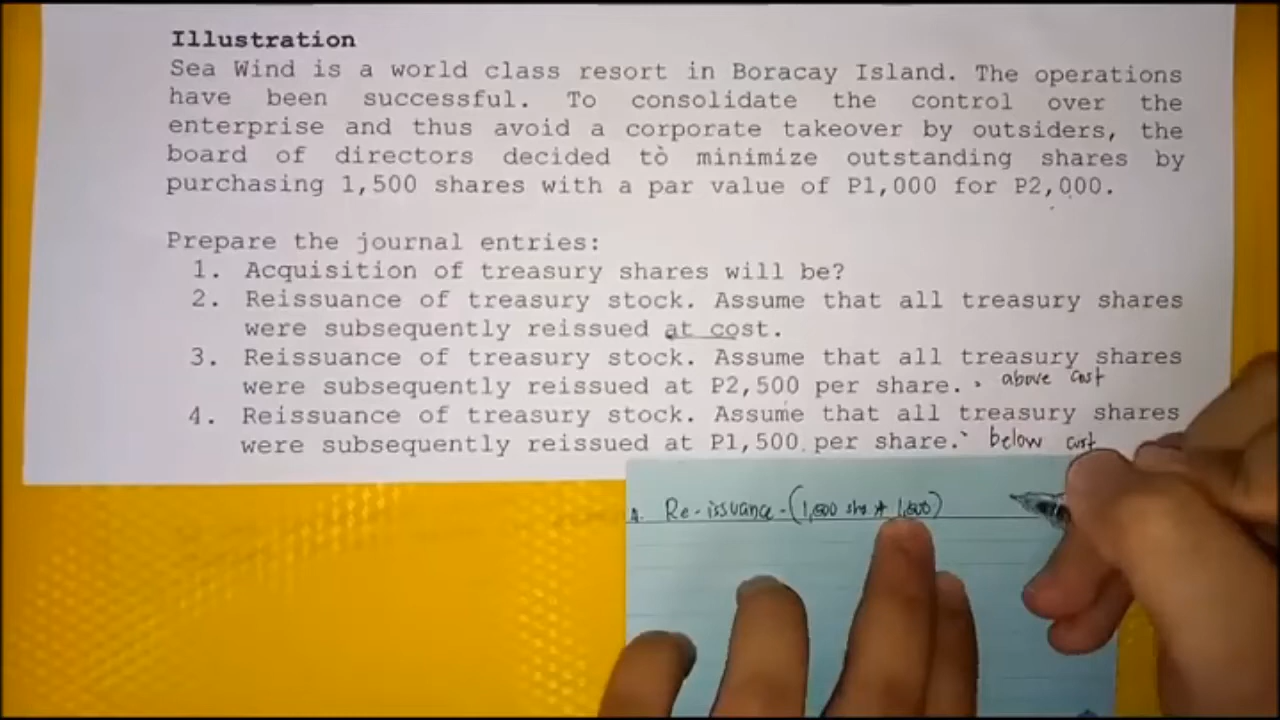 Illustration
Sea Wind is a world class resort in Boracay Island. The operations
have been successful. To consolidate the control over the
enterprise and thus avoid a corporate takeover by outsiders, the
board of directors decided to minimize outstanding shares by
purchasing 1,500 shares with a par value of P1,000 for P2,000.
Prepare the journal entries:
1. Acquisition of treasury shares will be?
2. Reissuance of treasury stock. Assume that all treasury shares
were subsequently reissued at cost.
3. Reissuance of treasury stock. Assume that all treasury shares
were subsequently reissued at P2,500 per share. above cost
4. Reissuance of treasury stock. Assume that all treasury shares
were subsequently reissued at P1,500 per share. below cost
4. Re-issuance - (1,500 shs * 1,500)